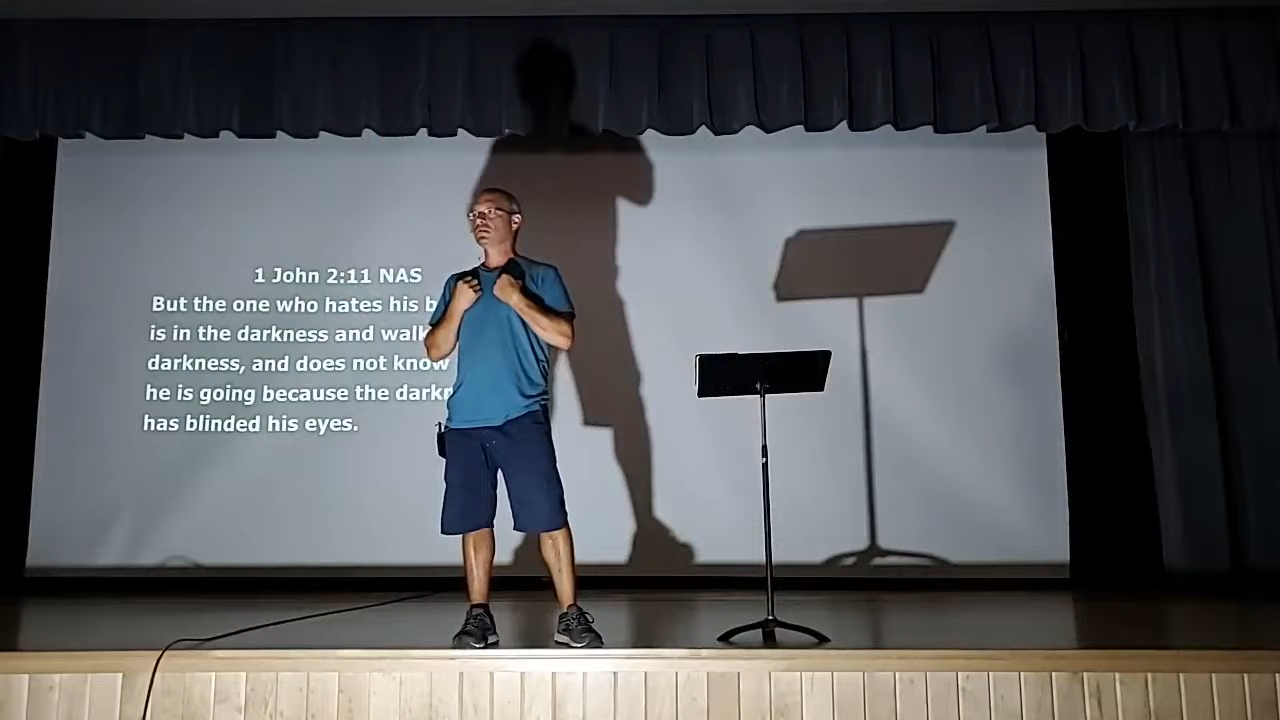 1 John 2:11 NAS
But the one who hates his b
is in the darkness and walk
darkness, and does not know
he is going because the darkn
has blinded his eyes.